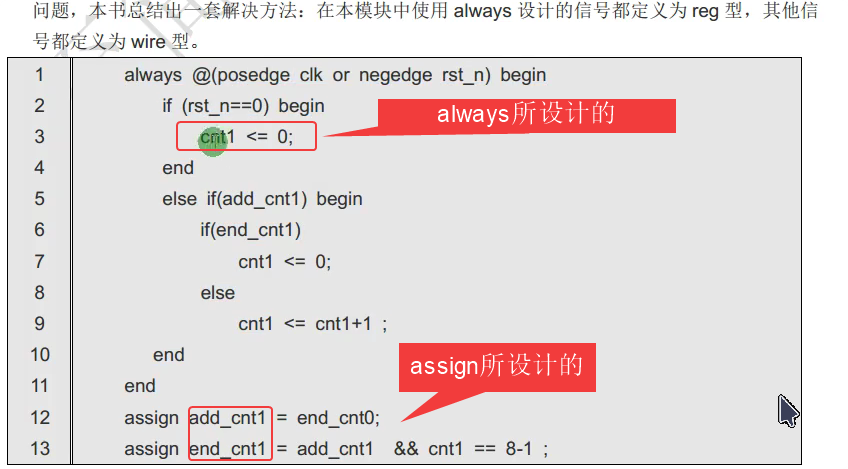 问题，本书总结出一套解决方法：在本模块中使用 always 设计的信号都定义为 reg 型，其他信
号都定义为 wire 型。
1 always @(posedge clk or negedge rst_n) begin
2 if (rst_n==0) begin
always所设计的
3 cnt1 <= 0;
4 end
5 else if(add_cnt1) begin
6 if(end_cnt1)
7 cnt1 <= 0;
8 else
9 cnt1 <= cnt1+1 ;
10 end
assign所设计的
11 end
12 assign add_cnt1 = end_cnt0;
13 assign end_cnt1 = add_cnt1 && cnt1 == 8-1 ;